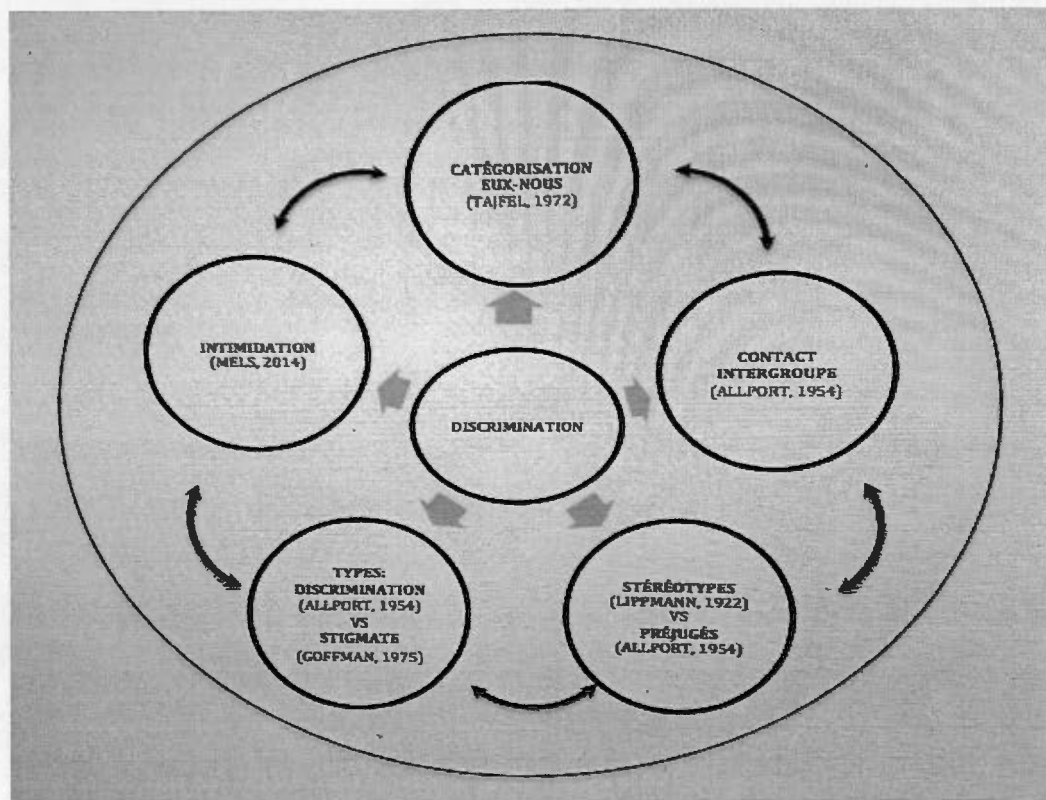 CATÉGORISATION
EUX-NOUS
(TAJFEL, 1972)
INTIMIDATION
(MELS, 2014)
CONTACT
INTERGROUPE
(ALLPORT, 1954)
DISCRIMINATION
TYPES:
DISCRIMINATION
(ALLPORT, 1954)
VS
STIGMATE
(GOFFMAN, 1975)
STÉRÉOTYPES
(LIPPMANN, 1922)
VS
PRÉJUGÉS
(ALLPORT, 1954)